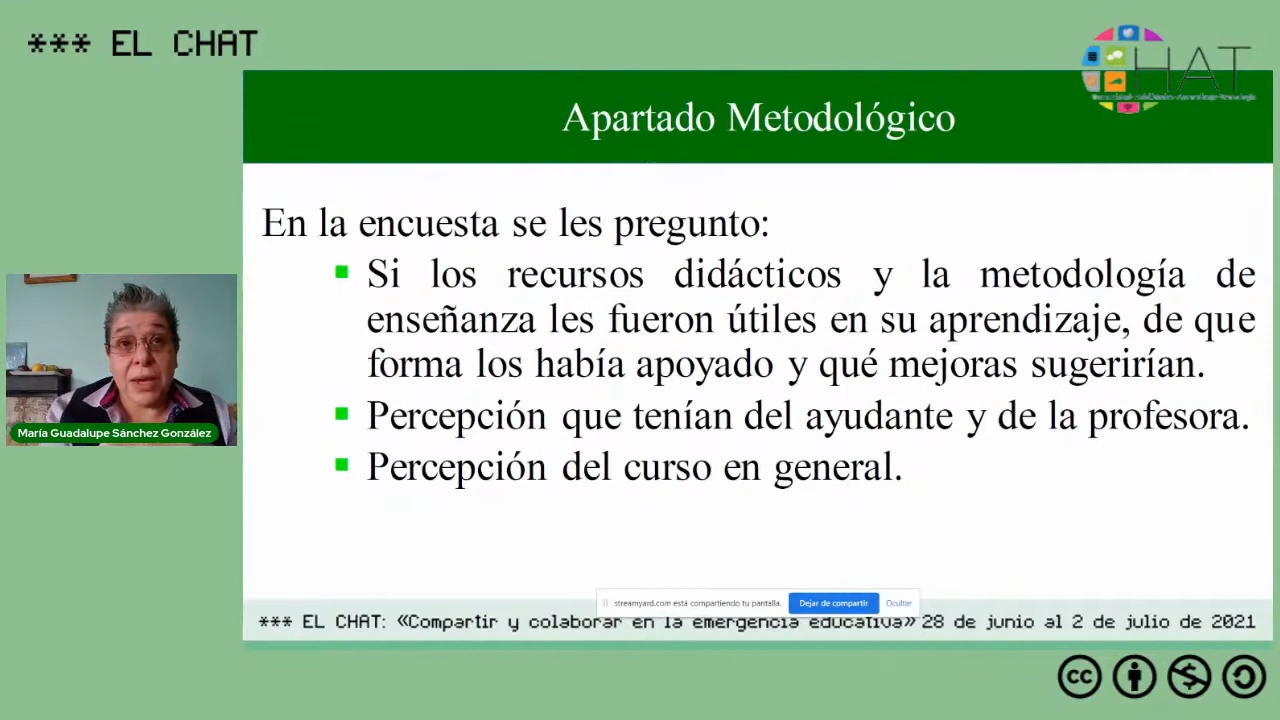 *** EL CHAT
HAT
Apartado Metodológico
En la encuesta se les pregunto:
Si los recursos didácticos y la metodología de
enseñanza les fueron útiles en su aprendizaje, de que
forma los había apoyado y qué mejoras sugerirían.
Percepción que tenían del ayudante y de la profesora.
Percepción del curso en general.
María Guadalupe Sánchez González
streamyard.com está compartiendo tu pantalla.
Dejar de compartir
Ocultar
*** EL CHAT: «Compartir y colaborar en la emergencia educativa» 28 de junio al 2 de julio de 2021
cc